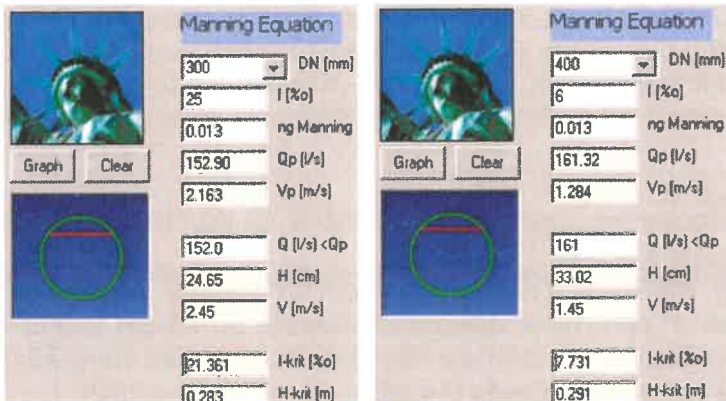 Manning Equation
300 DN [mm]
25 I [%o]
0.013 ng Manning
Graph Clear
152.90 Qp [l/s]
2.163 Vp [m/s]
152.0 Q [l/s] <Qp
24.65 H [cm]
2.45 V [m/s]
21.361 I-krit [%o]
0.283 H-krit [m]
Manning Equation
400 DN [mm]
6 I [%o]
0.013 ng Manning
Graph Clear
161.32 Qp [l/s]
1.284 Vp [m/s]
161 Q [l/s] <Qp
33.02 H [cm]
1.45 V [m/s]
7.731 I-krit [%o]
0.291 H-krit [m]